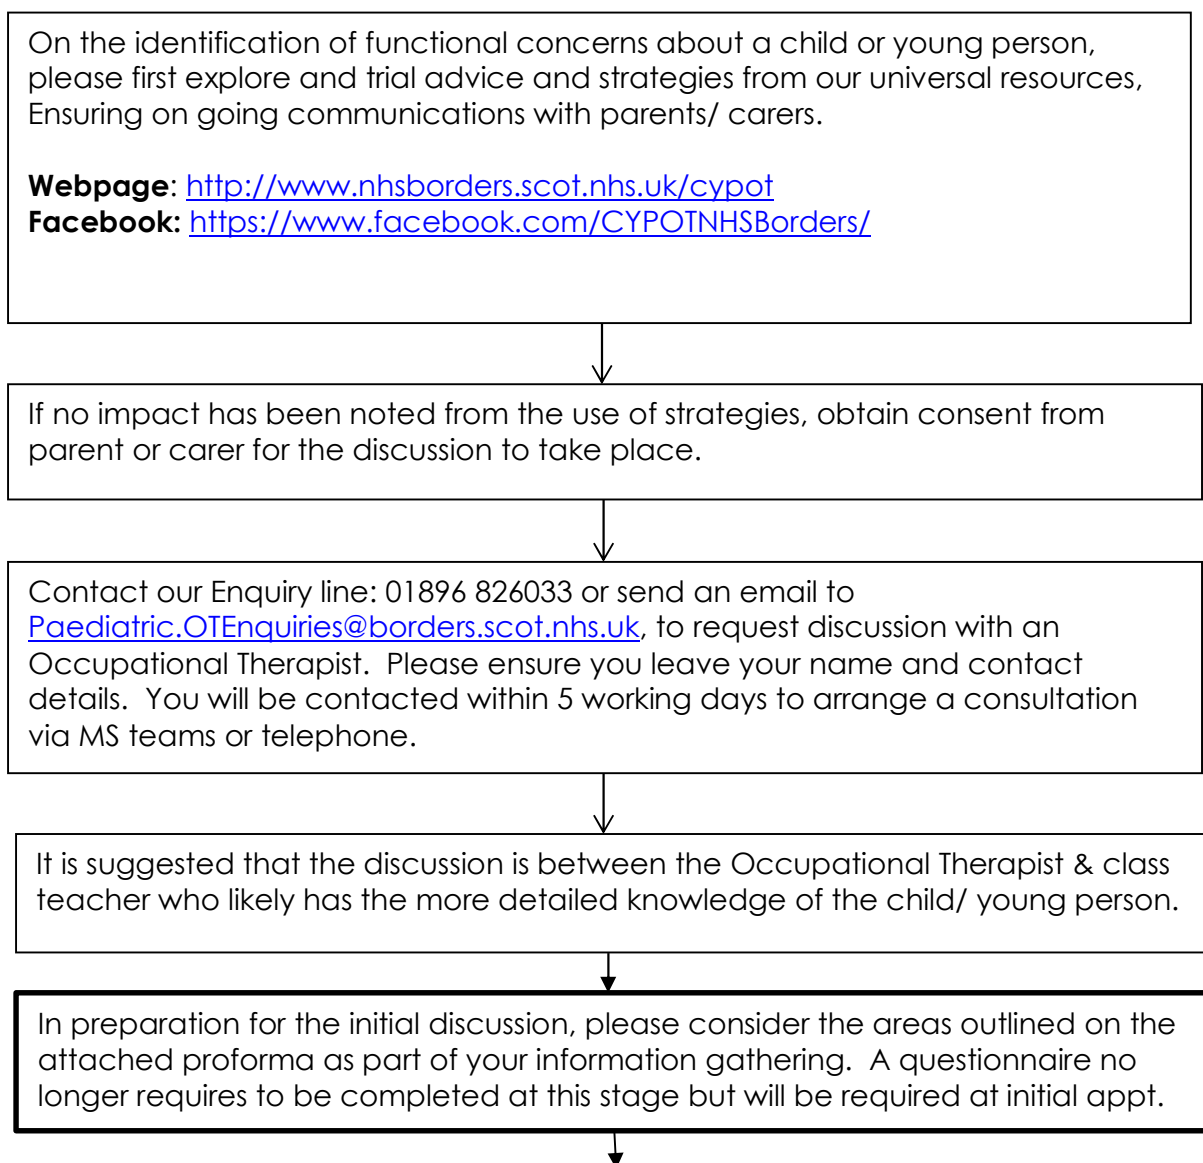 On the identification of functional concerns about a child or young person,
please first explore and trial advice and strategies from our universal resources,
Ensuring on going communications with parents/ carers.
Webpage: http://www.nhsborders.scot.nhs.uk/cypot
Facebook: https://www.facebook.com/CYPOTNHSBorders/
If no impact has been noted from the use of strategies, obtain consent from
parent or carer for the discussion to take place.
Contact our Enquiry line: 01896 826033 or send an email to
Paediatric.OTEnquiries@borders.scot.nhs.uk, to request discussion with an
Occupational Therapist.  Please ensure you leave your name and contact
details.  You will be contacted within 5 working days to arrange a consultation
via MS teams or telephone.
It is suggested that the discussion is between the Occupational Therapist & class
teacher who likely has the more detailed knowledge of the child/ young person.
In preparation for the initial discussion, please consider the areas outlined on the
attached proforma as part of your information gathering.  A questionnaire no
longer requires to be completed at this stage but will be required at initial appt.